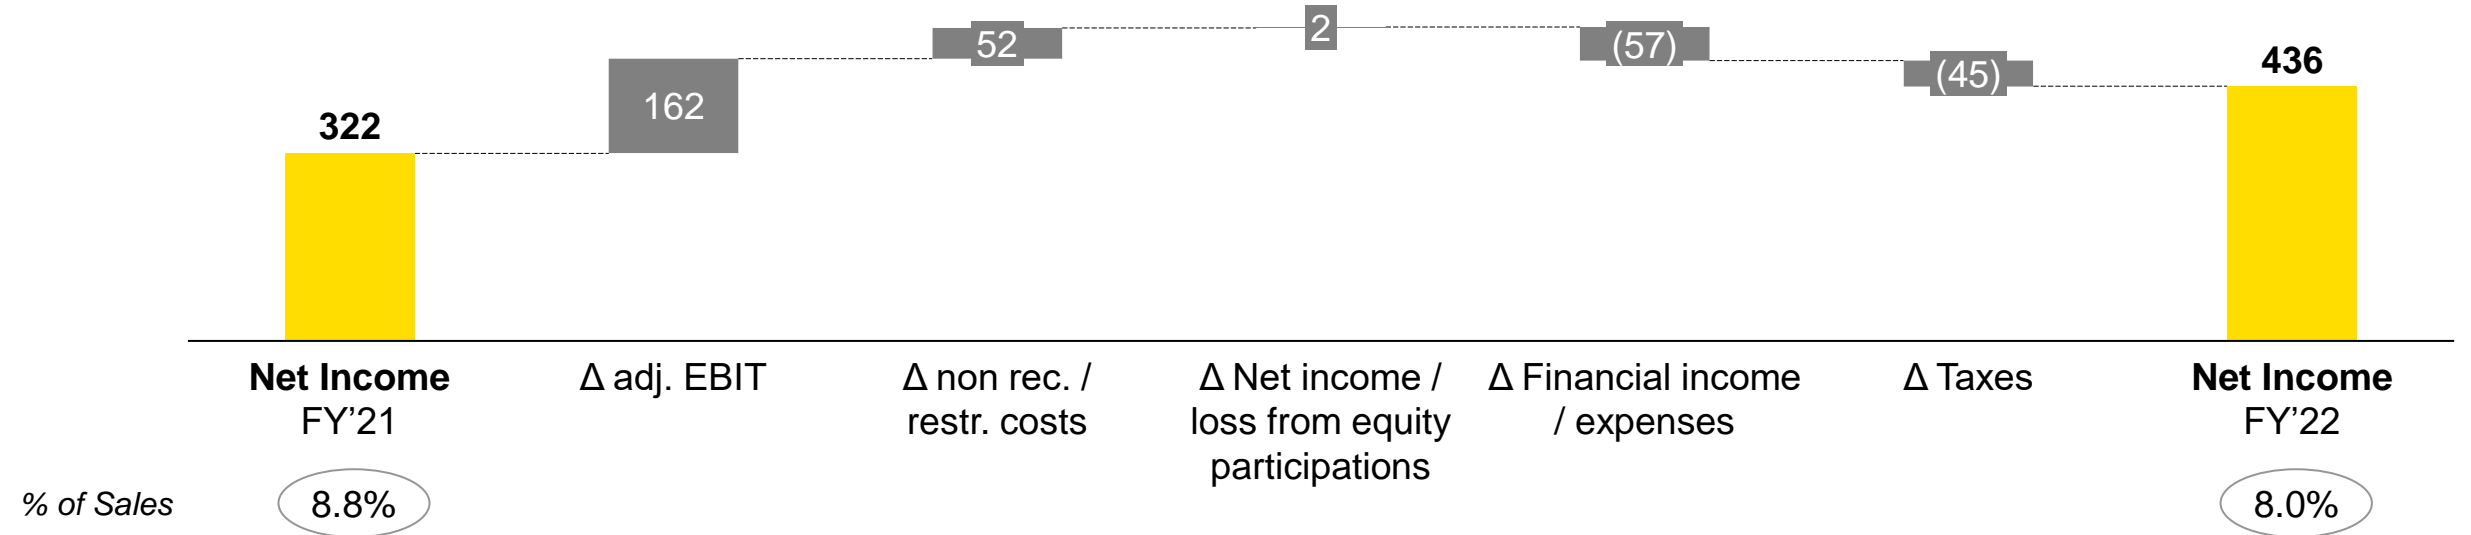 322
162
52
2
(57)
(45)
436
Net Income
FY’21
Δ adj. EBIT
Δ non rec. /
restr. costs
Δ Net income /
loss from equity
participations
Δ Financial income
/ expenses
Δ Taxes
Net Income
FY’22
% of Sales
8.8%
8.0%